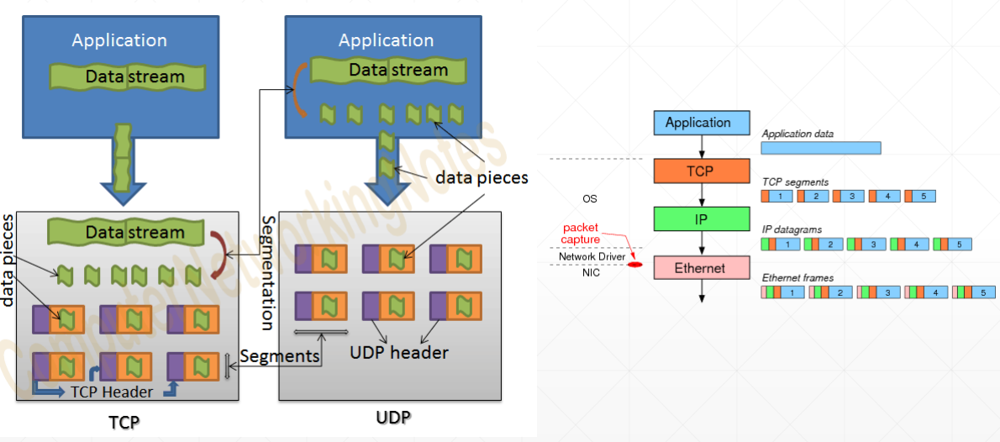 Application
Data stream
Data stream
data pieces
TCP Header
TCP
Application
Data stream
data pieces
Segmentation
Segments
UDP header
UDP
ComputerNetworkingNotes
Application
Application data
TCP
TCP segments
1 2 3 4 5
OS
IP
IP datagrams
1 2 3 4 5
packet
capture
Network Driver
NIC
Ethernet
Ethernet frames
1 2 3 4 5